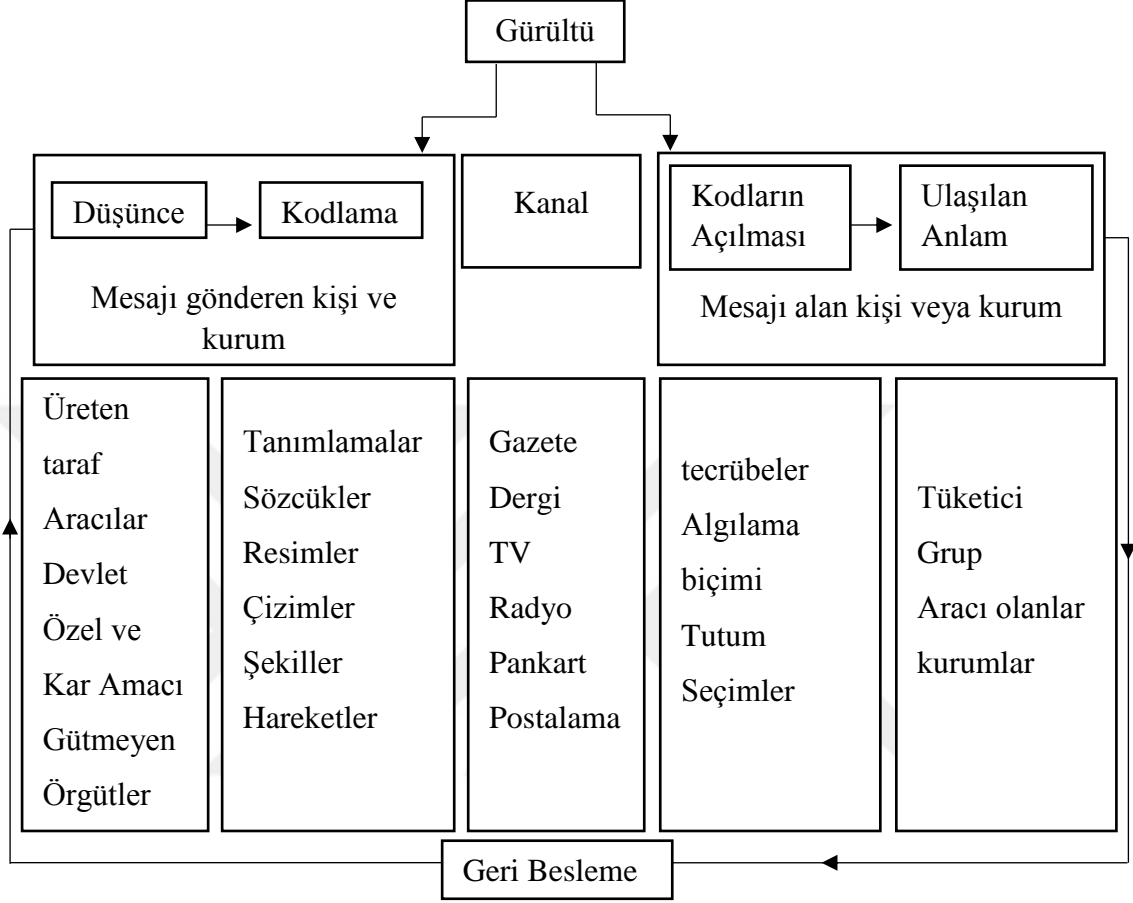 Gürültü
Düşünce
Kodlama
Mesajı gönderen kişi ve
kurum
Kanal
Kodların
Açılması
Ulaşılan
Anlam
Mesajı alan kişi veya kurum
Üreten
taraf
Aracılar
Devlet
Özel ve
Kar Amacı
Gütmeyen
Örgütler
Tanımlamalar
Sözcükler
Resimler
Çizimler
Şekiller
Hareketler
Gazete
Dergi
TV
Radyo
Pankart
Postalama
tecrübeler
Algılama
biçimi
Tutum
Seçimler
Tüketici
Grup
Aracı olanlar
kurumlar
Geri Besleme